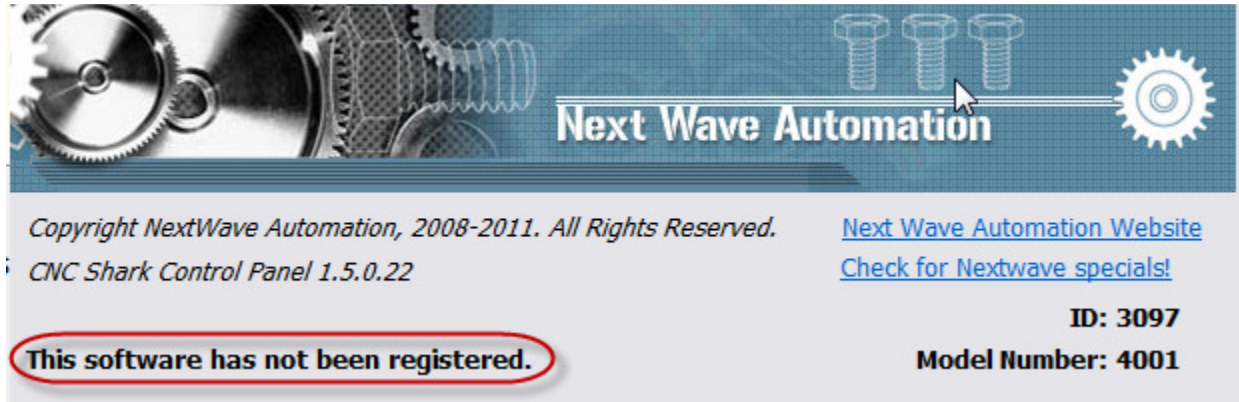 Next Wave Automation
Copyright NextWave Automation, 2008-2011. All Rights Reserved.
Next Wave Automation Website
CNC Shark Control Panel 1.5.0.22
Check for Nextwave specials!
ID: 3097
This software has not been registered.
Model Number: 4001